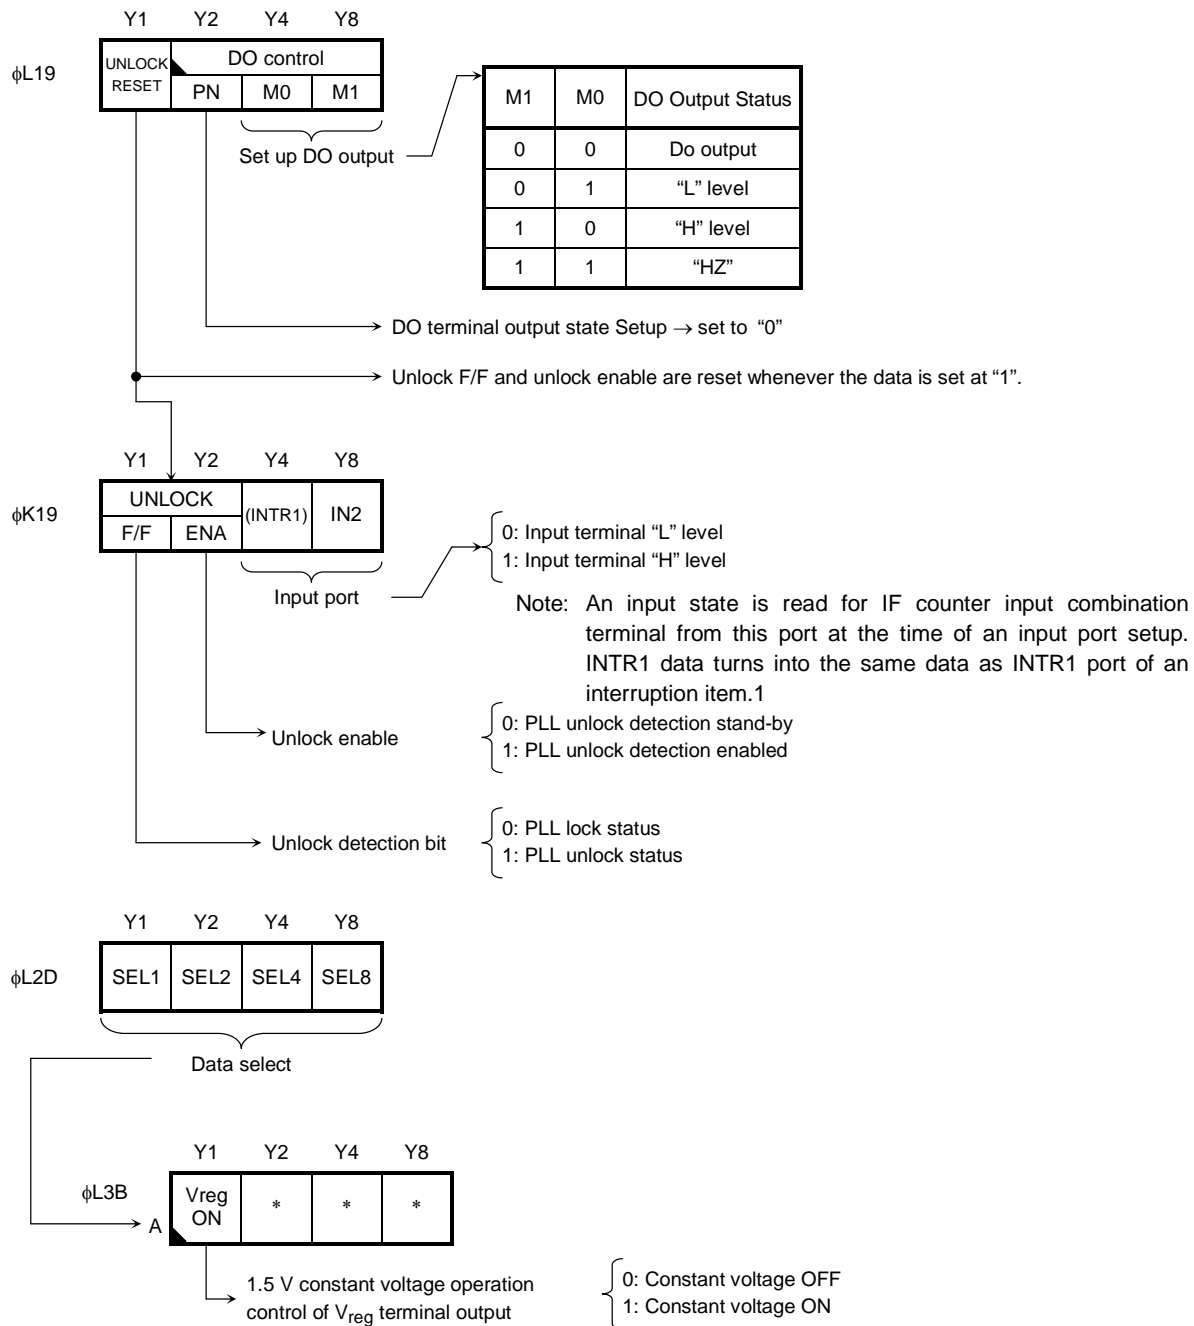 Y1 Y2 Y4 Y8
ϕL19
UNLOCK RESET
DO control
PN M0 M1
Set up DO output
M1 M0 DO Output Status
0 0 Do output
0 1 “L” level
1 0 “H” level
1 1 “HZ”
DO terminal output state Setup → set to “0”
Unlock F/F and unlock enable are reset whenever the data is set at “1”.
Y1 Y2 Y4 Y8
ϕK19
UNLOCK (INTR1) IN2
F/F ENA
Input port
0: Input terminal “L” level
1: Input terminal “H” level
Note: An input state is read for IF counter input combination
terminal from this port at the time of an input port setup.
INTR1 data turns into the same data as INTR1 port of an
interruption item.1
Unlock enable
0: PLL unlock detection stand-by
1: PLL unlock detection enabled
Unlock detection bit
0: PLL lock status
1: PLL unlock status
Y1 Y2 Y4 Y8
ϕL2D
SEL1 SEL2 SEL4 SEL8
Data select
Y1 Y2 Y4 Y8
ϕL3B
A
Vreg ON * * *
1.5 V constant voltage operation
control of Vreg terminal output
0: Constant voltage OFF
1: Constant voltage ON